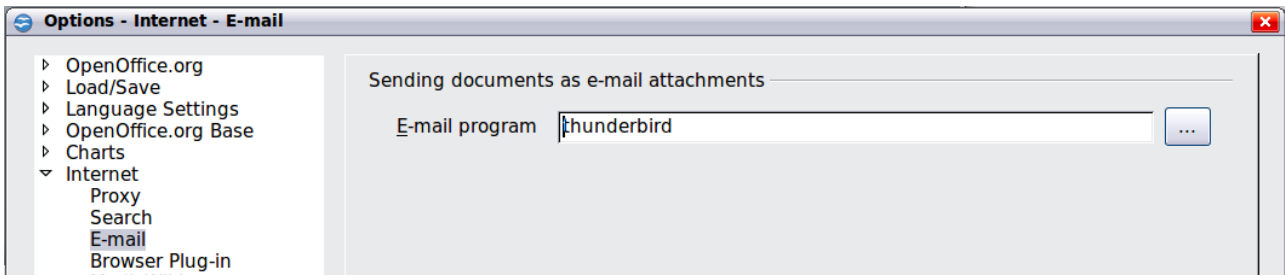 Options - Internet - E-mail
OpenOffice.org
Load/Save
Language Settings
OpenOffice.org Base
Charts
Internet
Proxy
Search
E-mail
Browser Plug-in
Sending documents as e-mail attachments
E-mail program thunderbird ...